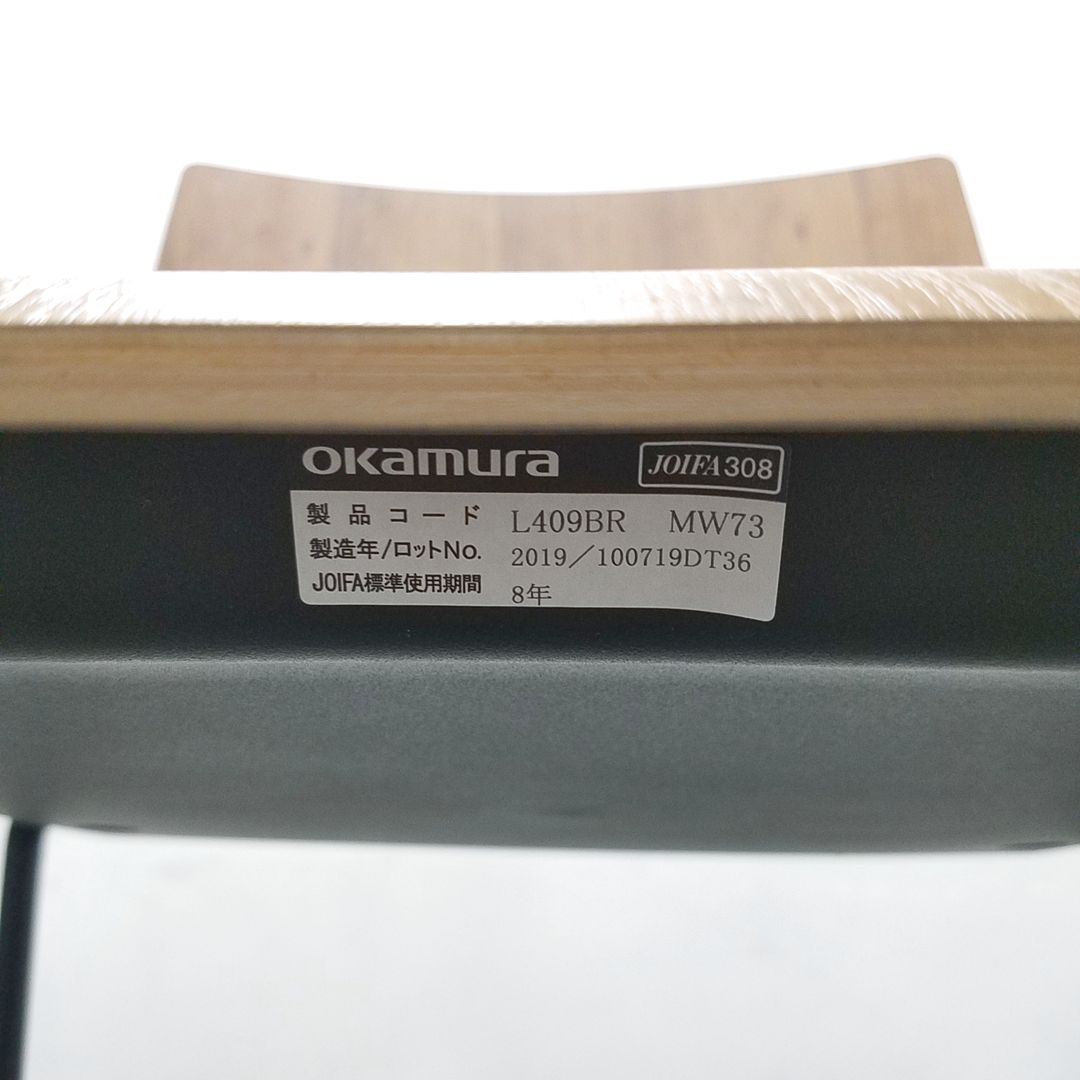 okamura JOIFA308
製品コード L409BR MW73
製造年/ロットNo. 2019/100719DT36
JOIFA標準使用期間 8年